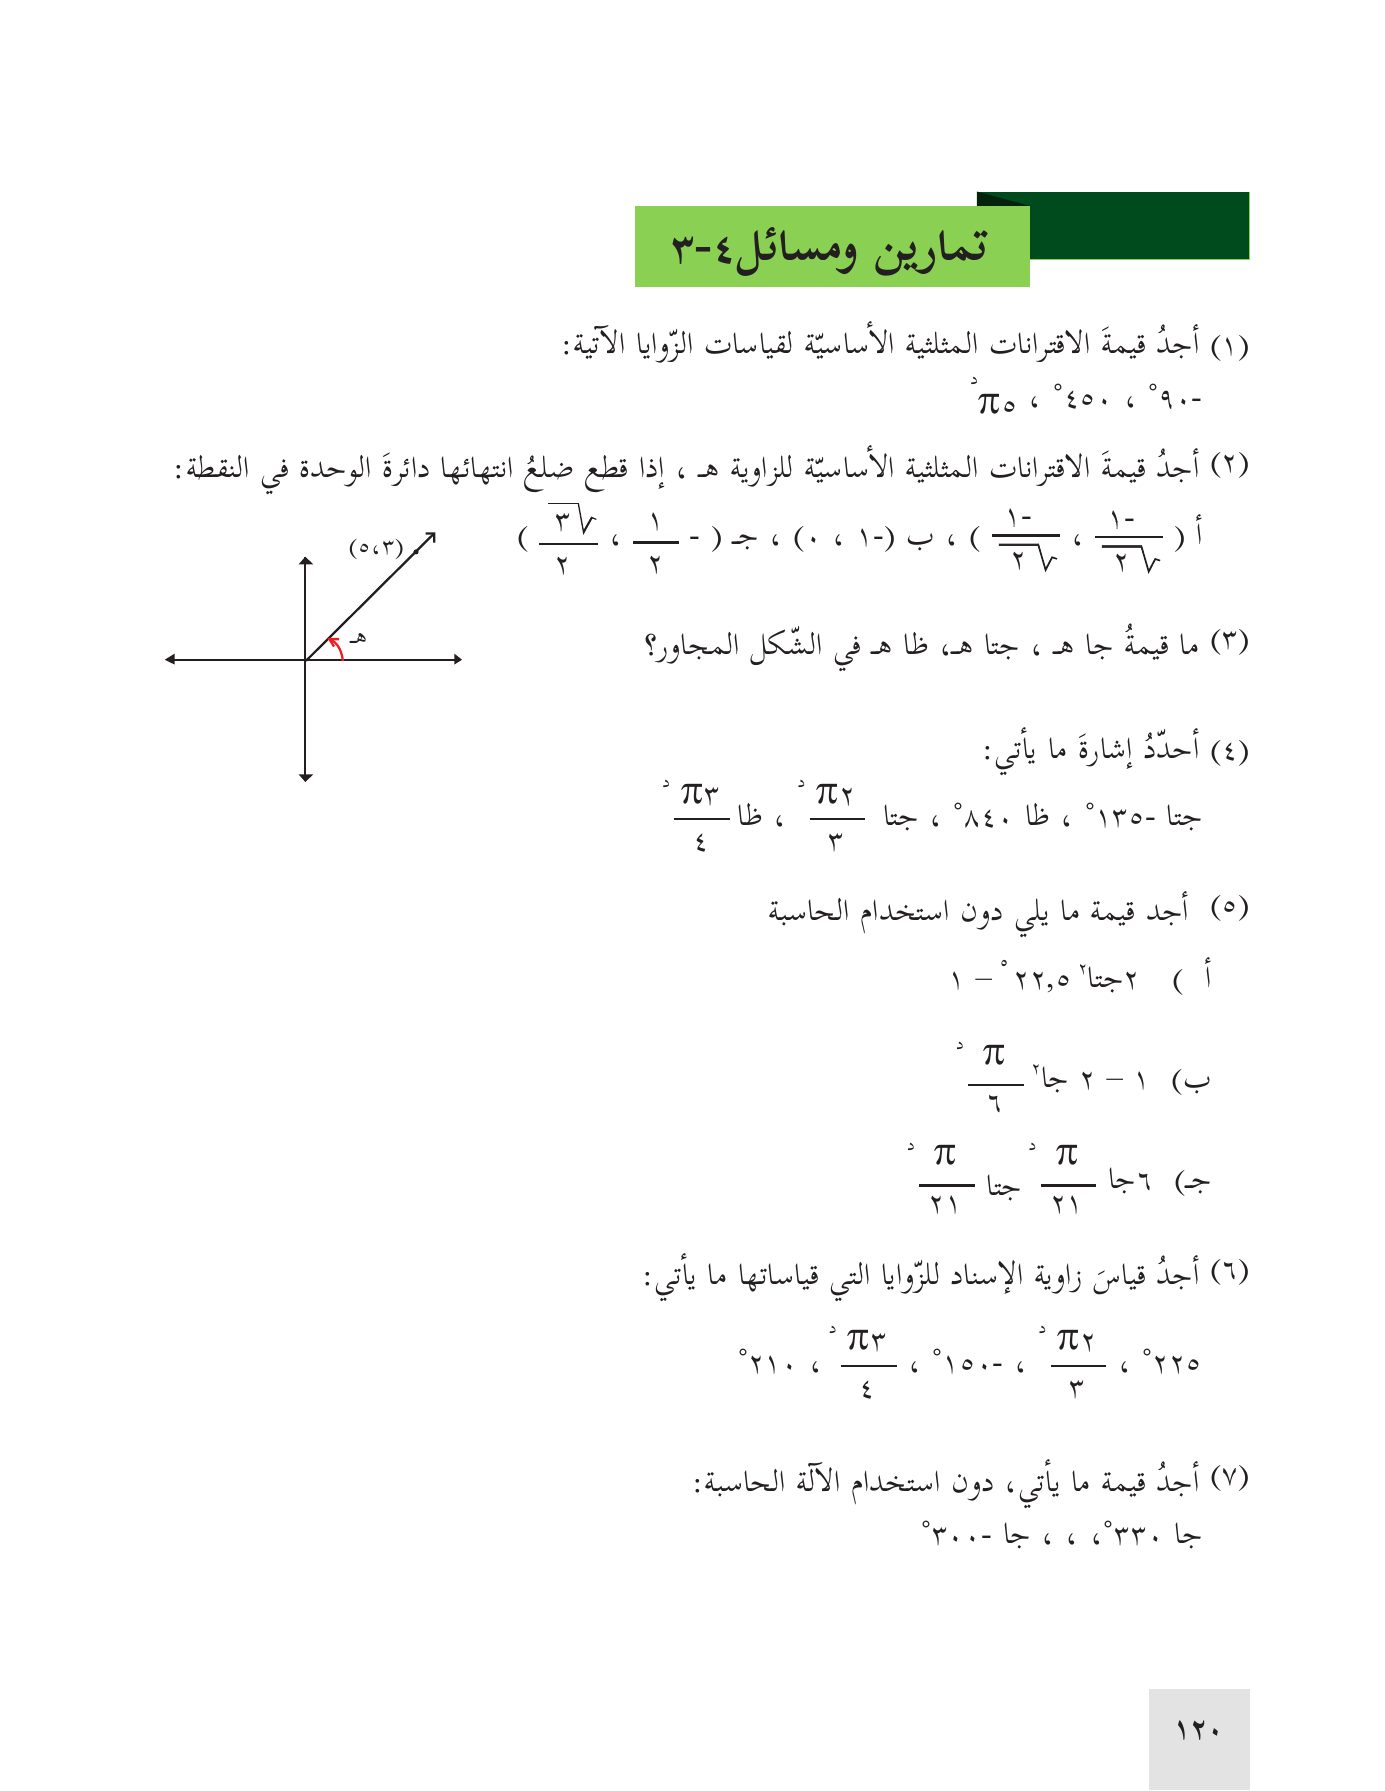 تمارين ومسائل ٤-٣
(١) أجدُ قيمةَ الاقترانات المثلثية الأساسيّة لقياسات الزّوايا الآتية:
-٩٠° ، ٤٥٠° ، ٥πد
(٢) أجدُ قيمةَ الاقترانات المثلثية الأساسيّة للزاوية هـ ، إذا قطع ضلعُ انتهائها دائرةَ الوحدة في النقطة:
أ ( -١/√٢ ، -١/√٢ ) ، ب (-١ ، ٠) ، جـ ( - ١/٢ ، √٣/٢ )
(٥،٣)
هـ
(٣) ما قيمةُ جا هـ ، جتا هـ، ظا هـ في الشّكل المجاور؟
(٤) أحدّدُ إشارةَ ما يأتي:
جتا -١٣٥° ، ظا ٨٤٠° ، جتا ٢π/٣ د ، ظا ٣π/٤ د
(٥) أجد قيمة ما يلي دون استخدام الحاسبة
أ ) ٢جتا٢ ٢٢,٥° – ١
ب) ١ – ٢ جا٢ π/٦ د
جـ) ٦جا π/٢١ د جتا π/٢١ د
(٦) أجدُ قياسَ زاوية الإسناد للزّوايا التي قياساتها ما يأتي:
٢٢٥° ، ٢π/٣ د ، -١٥٠° ، ٣π/٤ د ، ٢١٠°
(٧) أجدُ قيمة ما يأتي، دون استخدام الآلة الحاسبة:
جا ٣٣٠°، ، ، جا -٣٠٠°
١٢٠